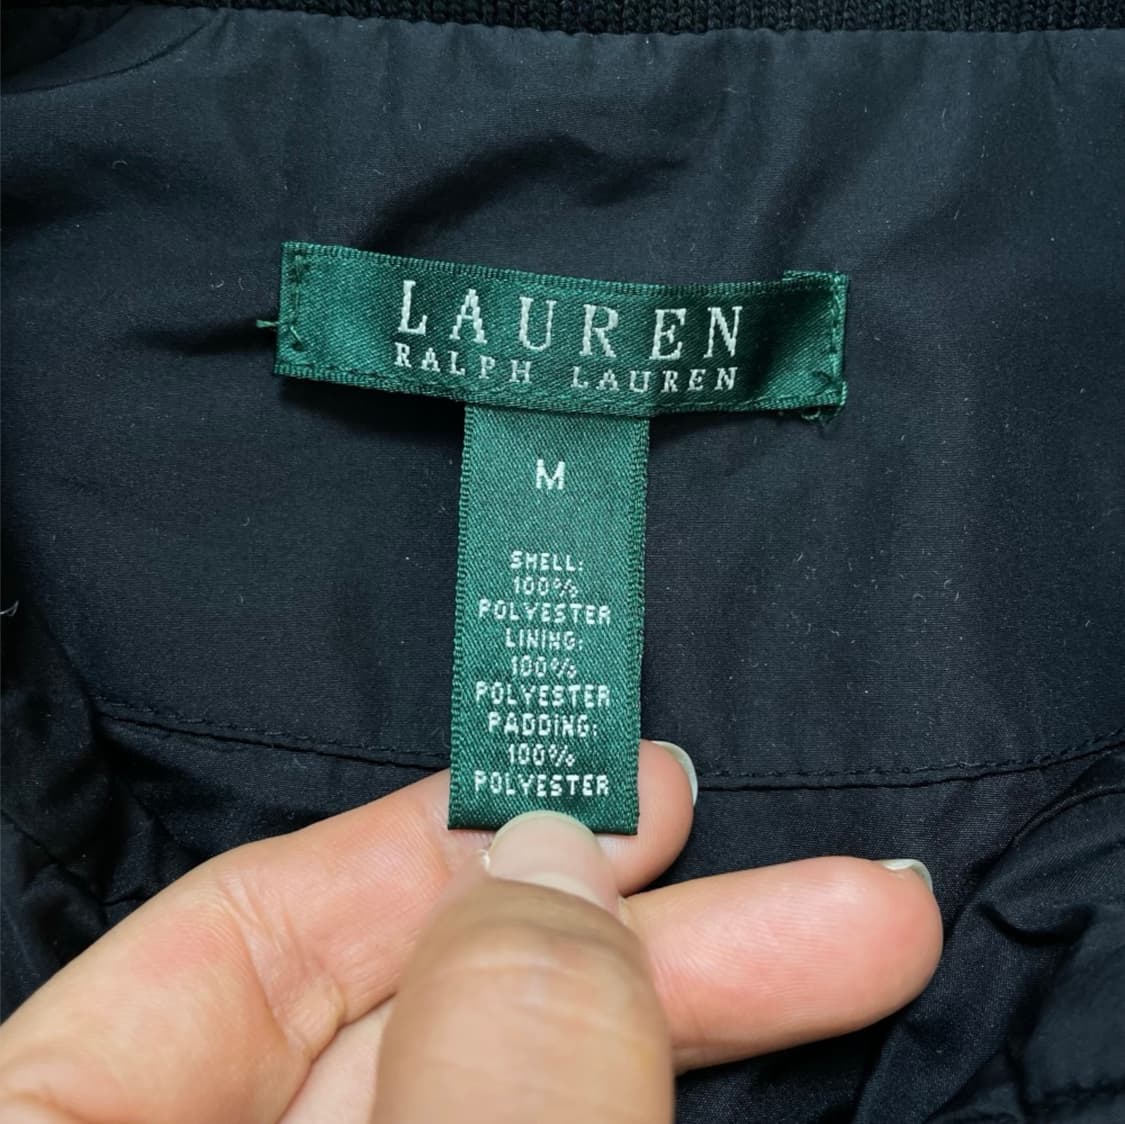 LAUREN
RALPH LAUREN
M
SHELL:
100%
POLYESTER
LINING:
100%
POLYESTER
PADDING:
100%
POLYESTER